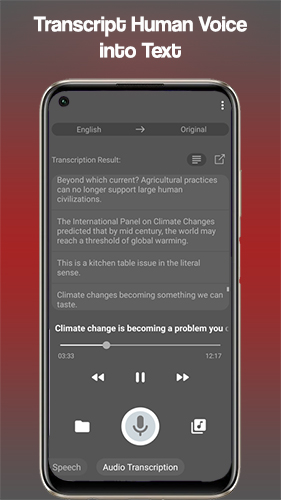 Transcript Human Voice
into Text
English → Original
Transcription Result:
Beyond which current? Agricultural practices
can no longer support large human
civilizations.
The International Panel on Climate Changes
predicted that by mid century, the world may
reach a threshold of global warming.
This is a kitchen table issue in the literal
sense.
Climate changes becoming something we can
taste.
Climate change is becoming a problem you c
03:33 12:17
Speech Audio Transcription